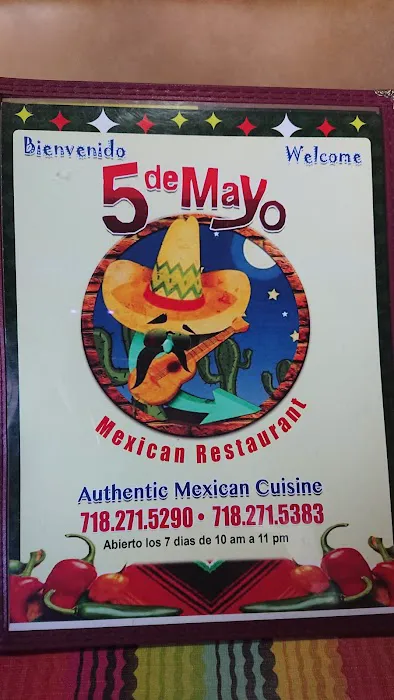 Bienvenido
Welcome
5 de Mayo
Mexican Restaurant
Authentic Mexican Cuisine
718.271.5290 • 718.271.5383
Abierto los 7 dias de 10 am a 11 pm